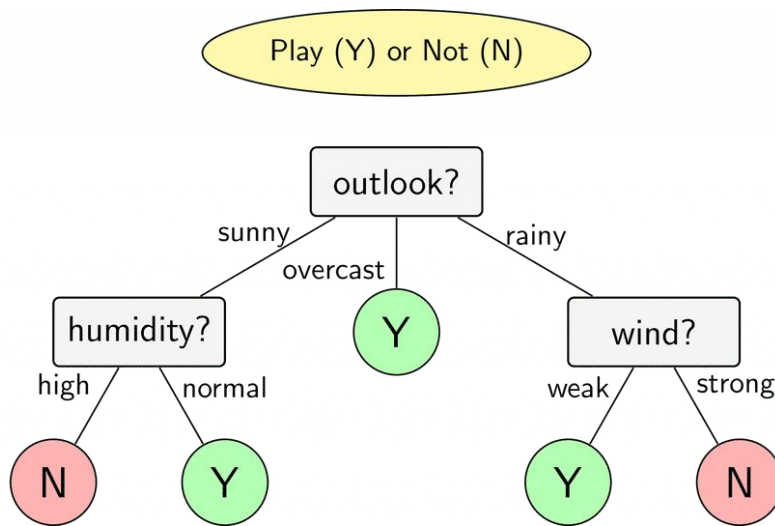 Play (Y) or Not (N)
outlook?
sunny
overcast
rainy
humidity?
Y
wind?
high
normal
weak
strong
N
Y
Y
N